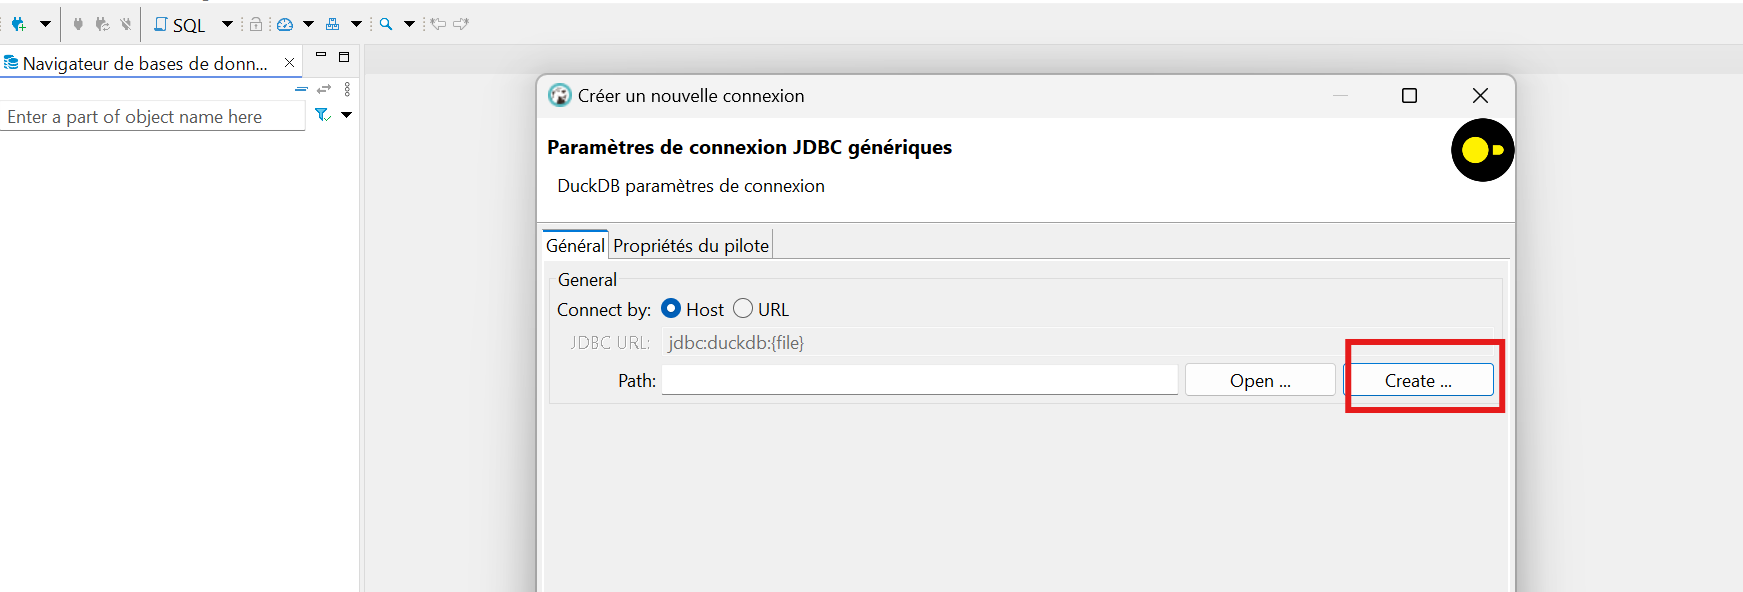 SQL
Navigateur de bases de donn...
Enter a part of object name here
Créer un nouvelle connexion
Paramètres de connexion JDBC génériques
DuckDB paramètres de connexion
Général Propriétés du pilote
General
Connect by: Host URL
JDBC URL: jdbc:duckdb:{file}
Path: Open ... Create ...